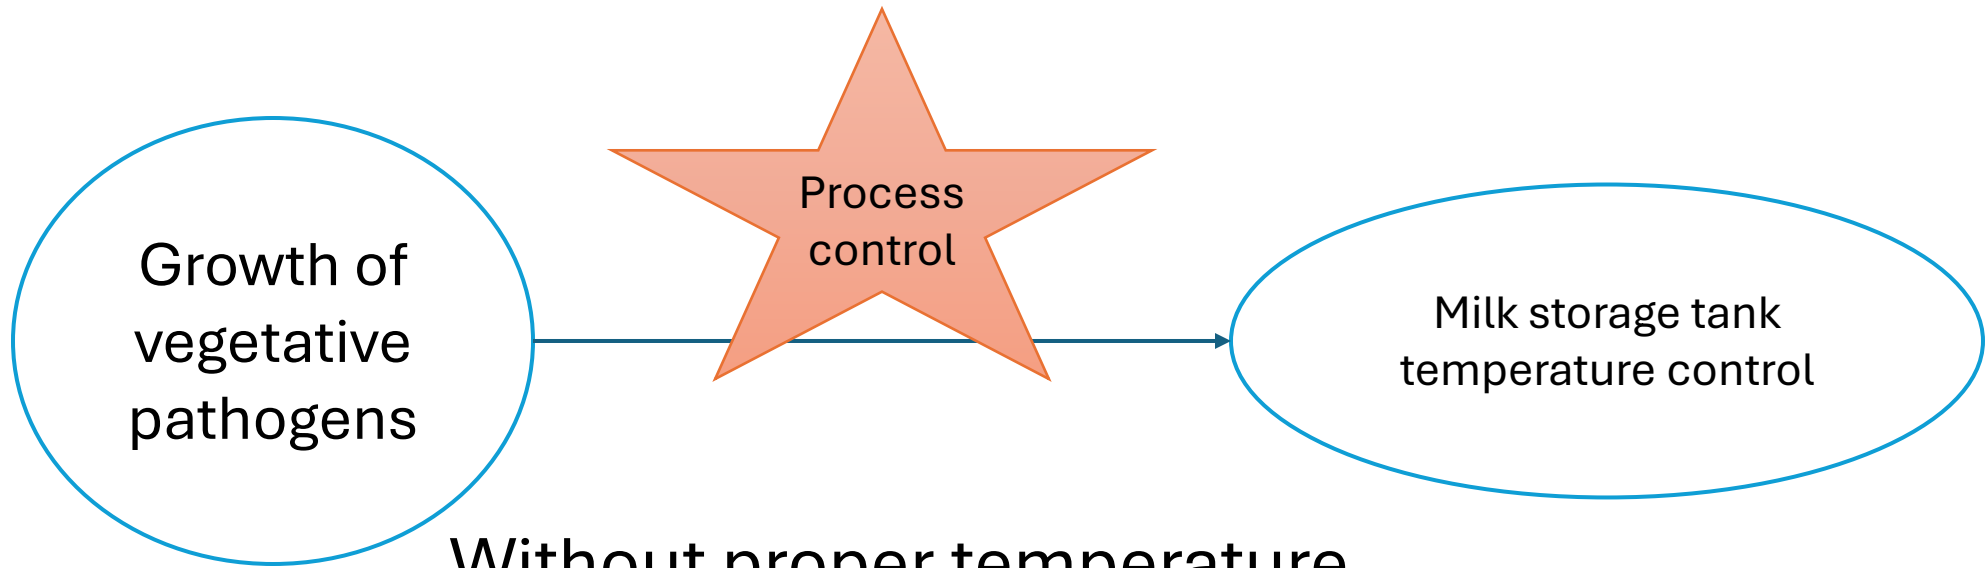 Process
control
Growth of
vegetative
pathogens
Milk storage tank
temperature control
Without proper temperature